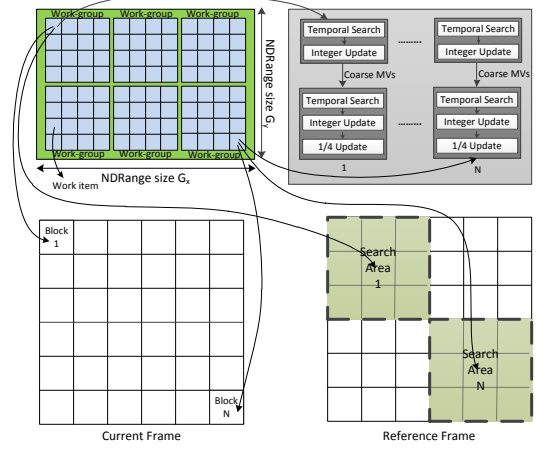 Work-group Work-group Work-group
Work-group Work-group Work-group
NDRange size Gₓ
NDRange size Gᵧ
Work item
Temporal Search
Integer Update
.........
Temporal Search
Integer Update
Coarse MVs
Coarse MVs
Temporal Search
Integer Update
1/4 Update
.........
Temporal Search
Integer Update
1/4 Update
1
N
Block
1
Block
N
Current Frame
Search
Area
1
Search
Area
N
Reference Frame